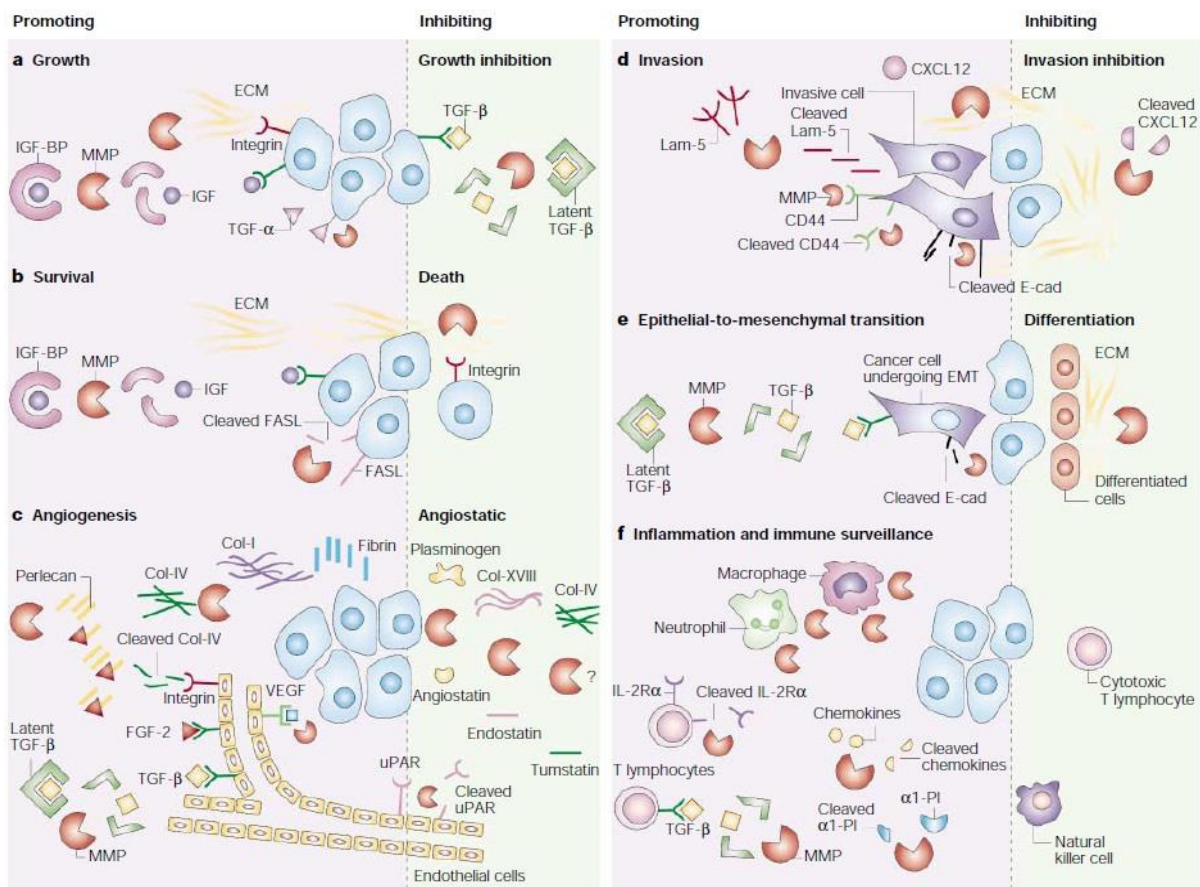 Promoting
Inhibiting
a Growth
Growth inhibition
ECM
TGF-β
Integrin
IGF-BP
MMP
IGF
TGF-α
Latent
TGF-β
b Survival
Death
ECM
IGF-BP
MMP
IGF
Integrin
Cleaved FASL
FASL
c Angiogenesis
Angiostatic
Col-I
Fibrin
Plasminogen
Perlecan
Col-IV
Col-XVIII
Col-IV
Cleaved Col-IV
Integrin
VEGF
Angiostatin
?
Latent
TGF-β
FGF-2
Endostatin
TGF-β
uPAR
Tumstatin
Cleaved
uPAR
MMP
Endothelial cells
Promoting
Inhibiting
d Invasion
Invasion inhibition
CXCL12
Invasive cell
ECM
Cleaved
CXCL12
Cleaved
Lam-5
Lam-5
MMP
CD44
Cleaved CD44
Cleaved E-cad
e Epithelial-to-mesenchymal transition
Differentiation
MMP
TGF-β
Cancer cell
undergoing EMT
ECM
Latent
TGF-β
Cleaved E-cad
Differentiated
cells
f Inflammation and immune surveillance
Macrophage
Neutrophil
IL-2Rα
Cleaved IL-2Rα
Cytotoxic
T lymphocyte
Chemokines
Cleaved
chemokines
T lymphocytes
TGF-β
MMP
Cleaved
α1-PI
α1-PI
Natural
killer cell